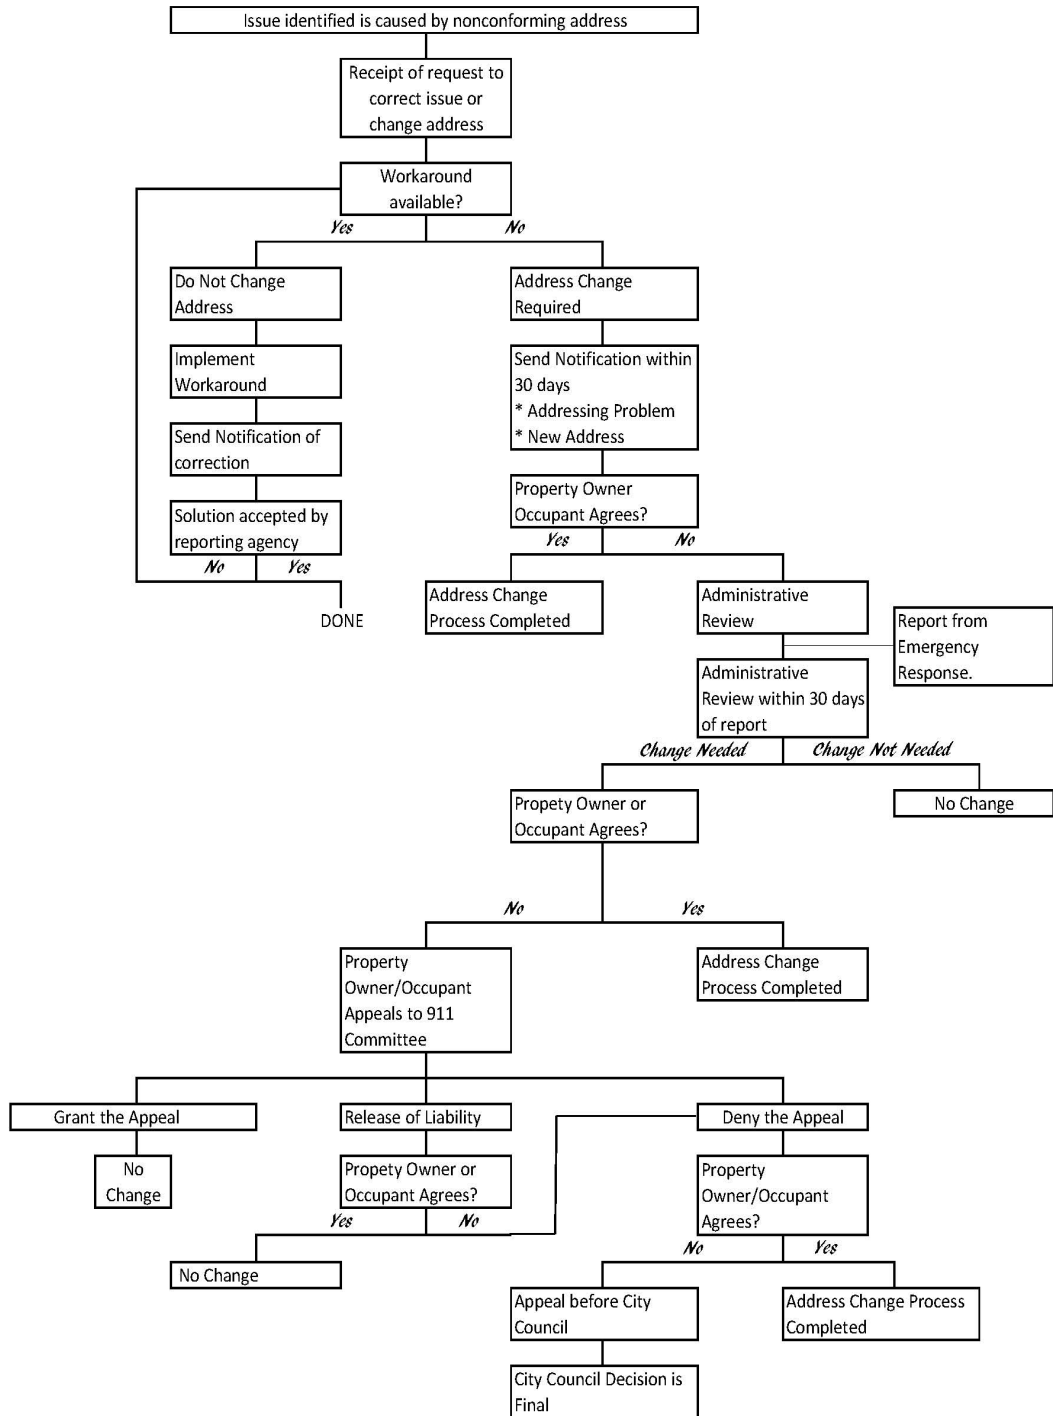 Issue identified is caused by nonconforming address
Receipt of request to
correct issue or
change address
Workaround
available?
Yes
No
Do Not Change
Address
Address Change
Required
Implement
Workaround
Send Notification within
30 days
* Addressing Problem
* New Address
Send Notification of
correction
Property Owner
Occupant Agrees?
Solution accepted by
reporting agency
Yes
No
No
Yes
DONE
Address Change
Process Completed
Administrative
Review
Report from
Emergency
Response.
Administrative
Review within 30 days
of report
Change Needed
Change Not Needed
Propety Owner or
Occupant Agrees?
No Change
No
Yes
Property
Owner/Occupant
Appeals to 911
Committee
Address Change
Process Completed
Grant the Appeal
Release of Liability
Deny the Appeal
No
Change
Propety Owner or
Occupant Agrees?
Property
Owner/Occupant
Agrees?
Yes
No
No
Yes
No Change
Appeal before City
Council
Address Change Process
Completed
City Council Decision is
Final